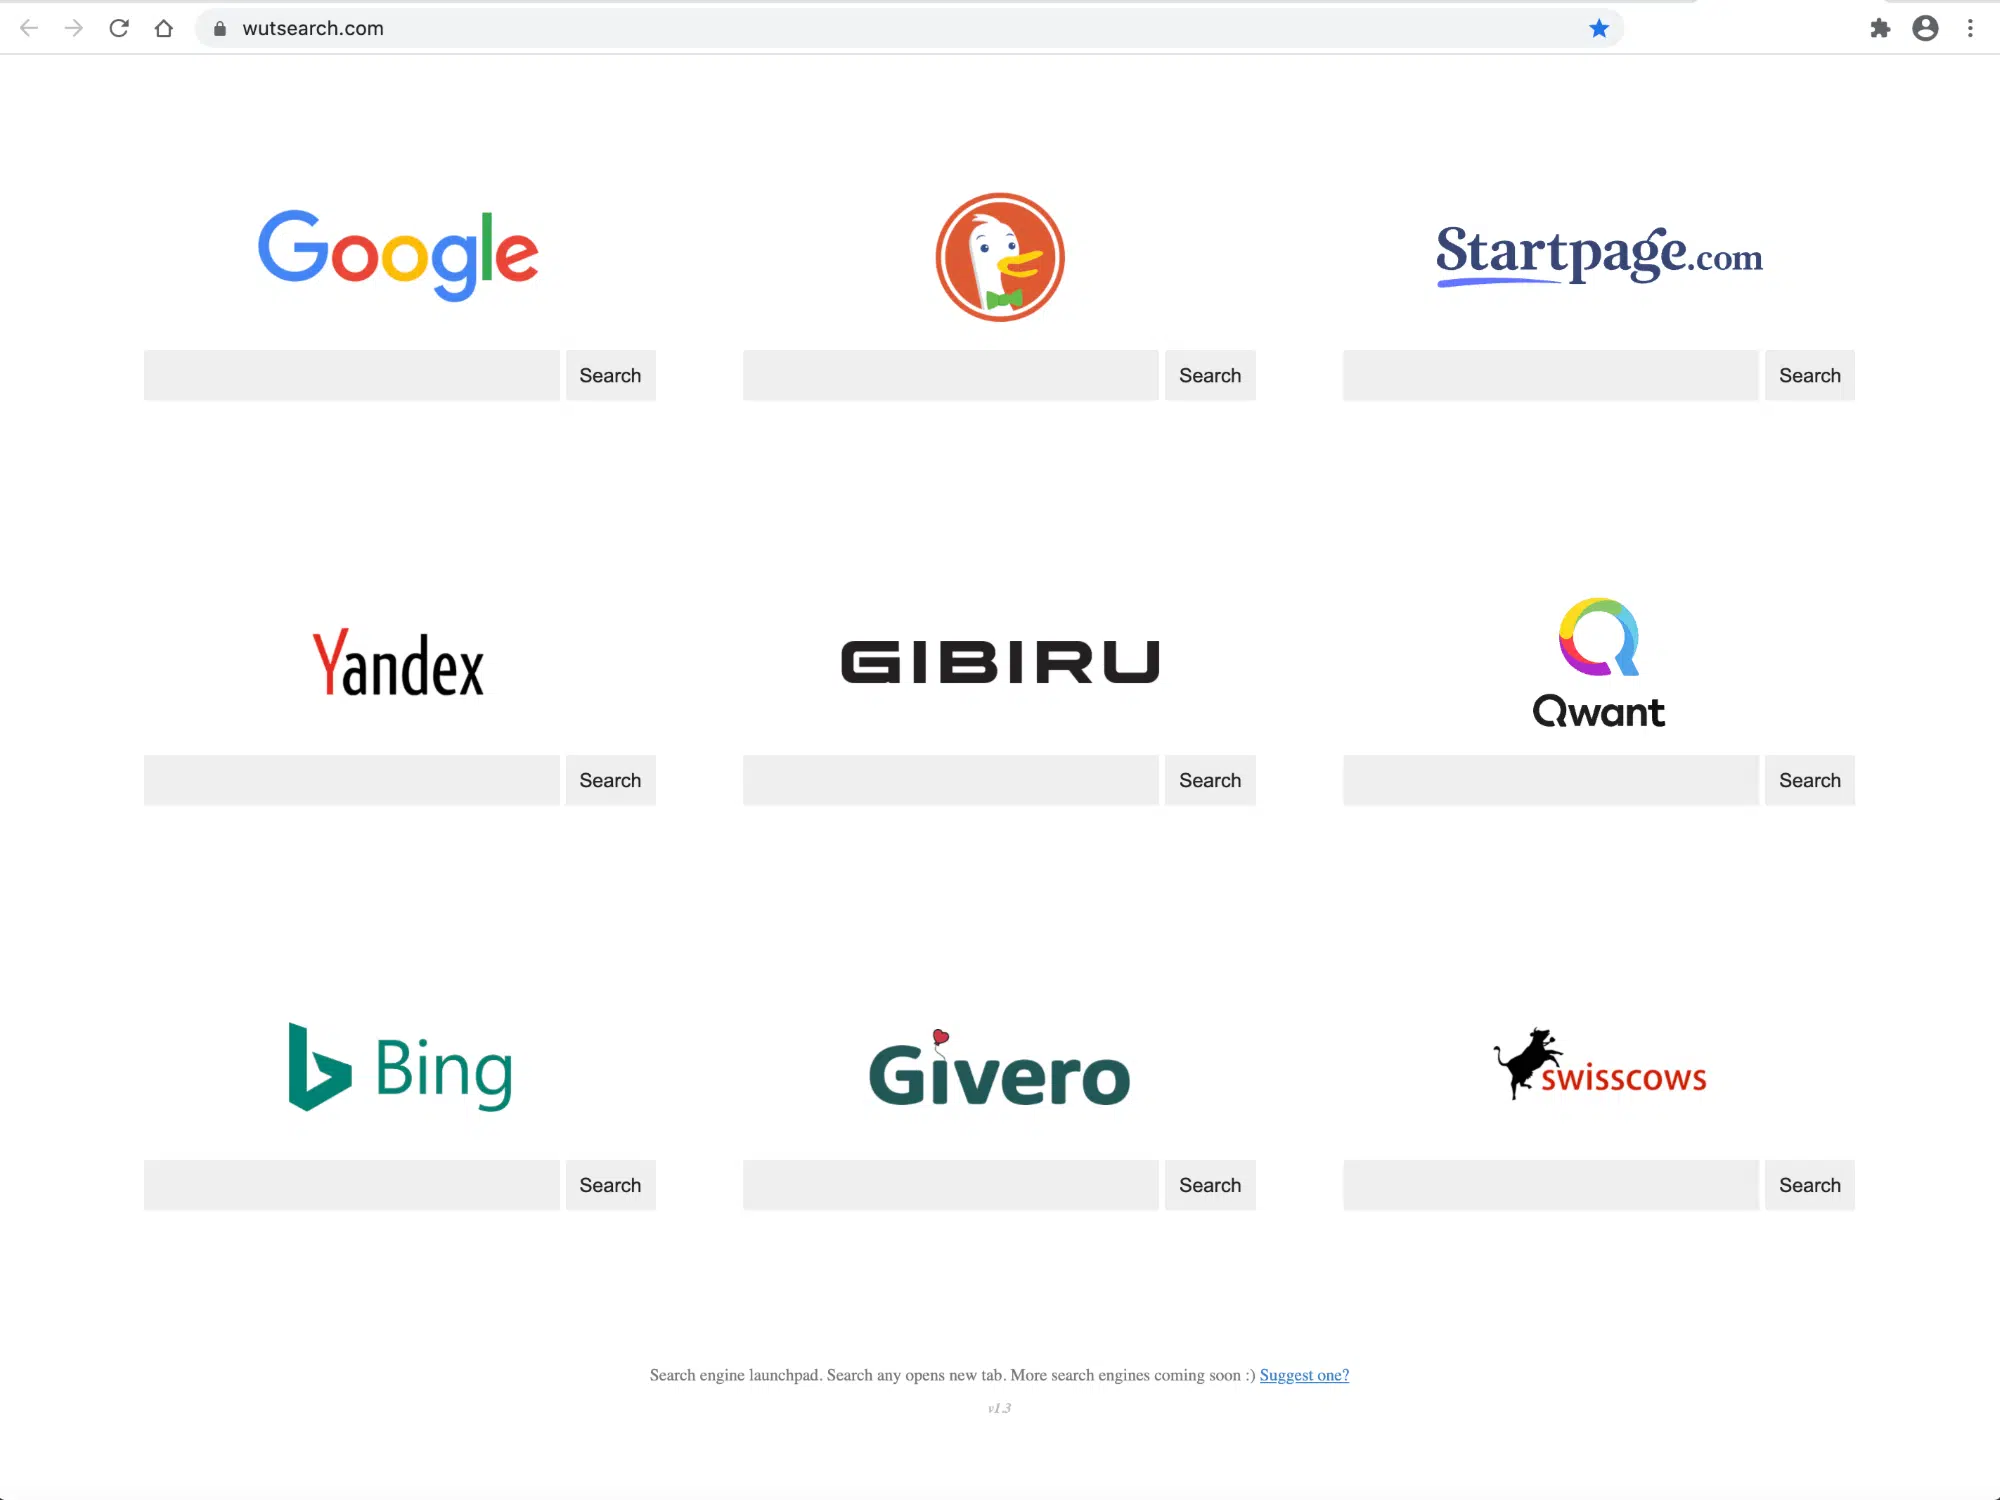 wutsearch.com
Google
Startpage.com
Search
Search
Search
Yandex
GIBIRU
Qwant
Search
Search
Search
Bing
Givero
swisscows
Search
Search
Search
Search engine launchpad. Search any opens new tab. More search engines coming soon :) Suggest one?
v1.3